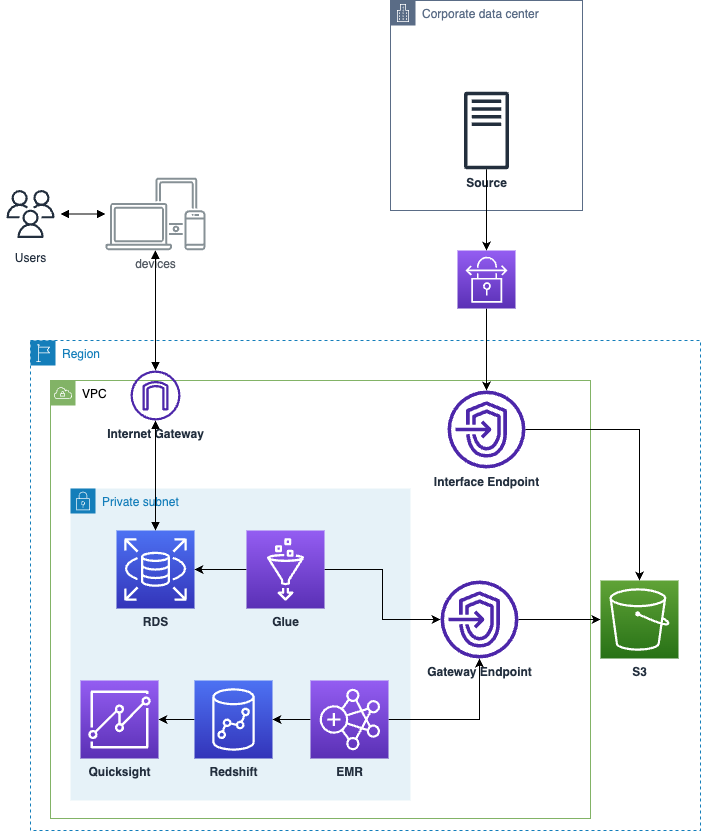 Corporate data center
Source
Users
devices
Region
VPC
Internet Gateway
Interface Endpoint
Private subnet
RDS
Glue
Gateway Endpoint
S3
Quicksight
Redshift
EMR